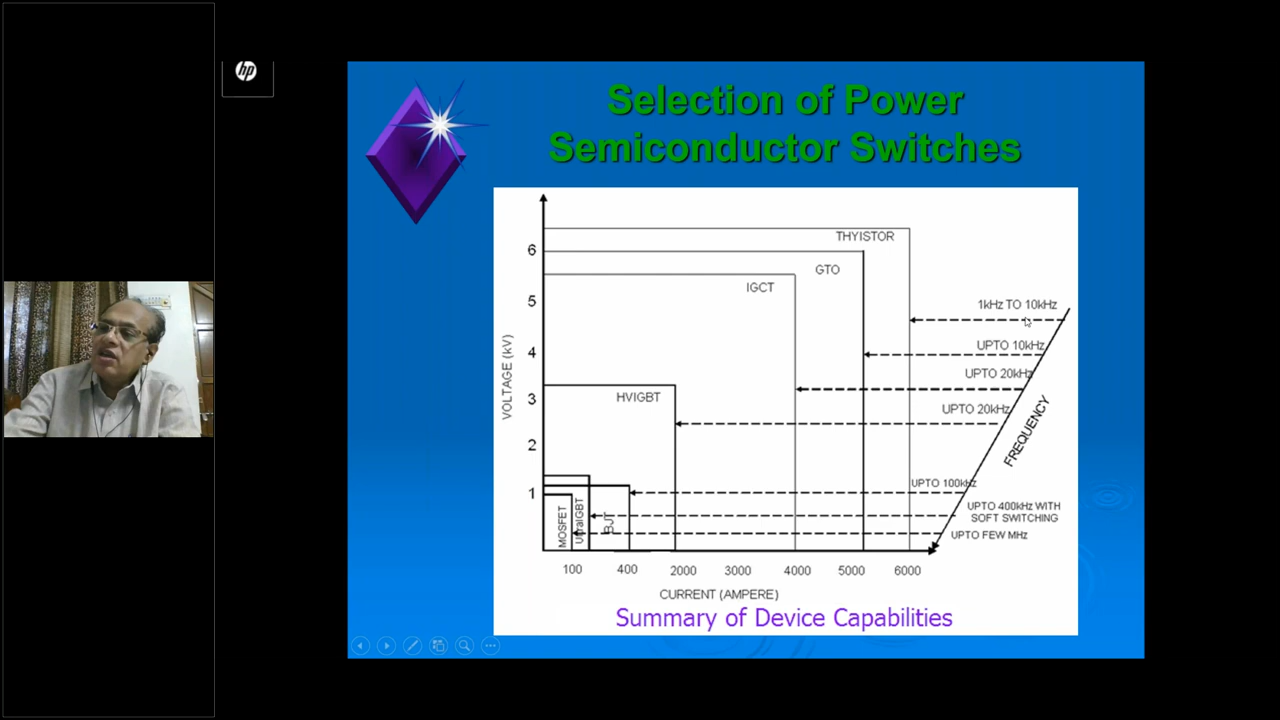 hp
Selection of Power
Semiconductor Switches
THYISTOR
6
GTO
IGCT
5
1kHz TO 10kHz
UPTO 10kHz
4
UPTO 20kHz
VOLTAGE (kV)
3
HVIGBT
UPTO 20kHz
FREQUENCY
2
1
UPTO 100kHz
MOSFET
UltraIGBT
BJT
UPTO 400kHz WITH
SOFT SWITCHING
UPTO FEW MHz
100 400 2000 3000 4000 5000 6000
CURRENT (AMPERE)
Summary of Device Capabilities